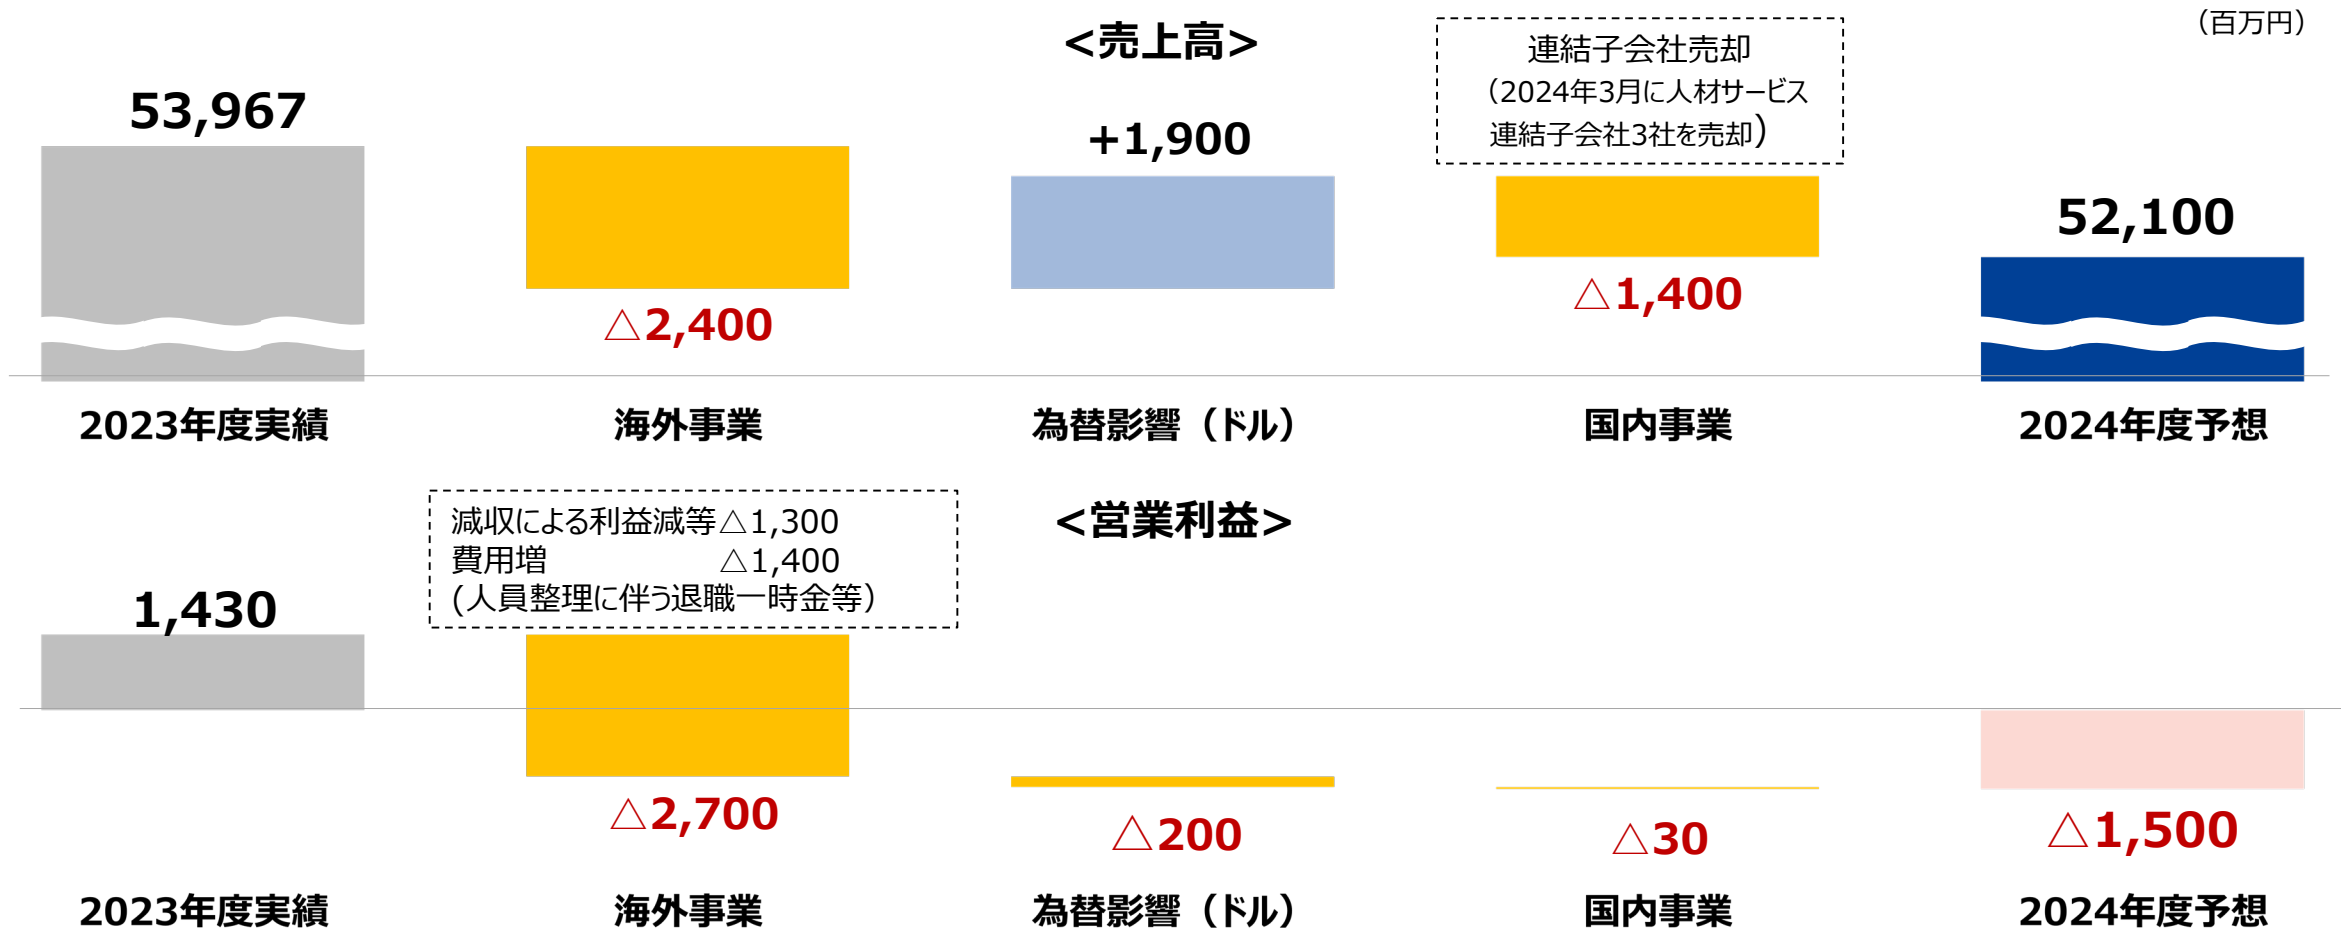 （百万円）
<売上高>
連結子会社売却
（2024年3月に人材サービス
連結子会社3社を売却）
53,967
+1,900
52,100
△2,400
△1,400
2023年度実績
海外事業
為替影響（ドル）
国内事業
2024年度予想
<営業利益>
減収による利益減等△1,300
費用増 △1,400
(人員整理に伴う退職一時金等）
1,430
△2,700
△200
△30
△1,500
2023年度実績
海外事業
為替影響（ドル）
国内事業
2024年度予想